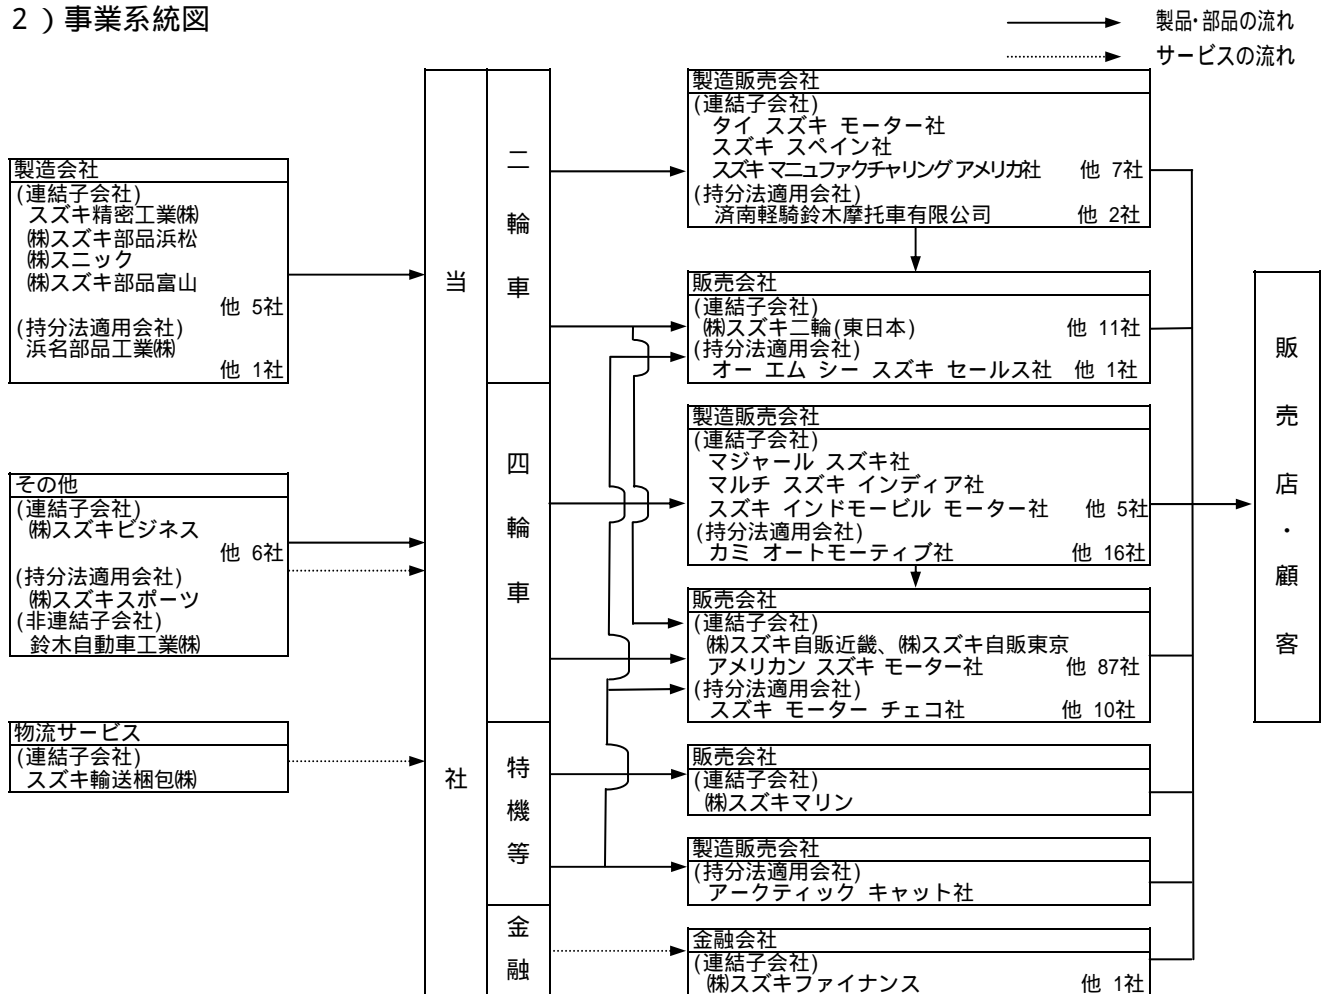 2）事業系統図
製品・部品の流れ
サービスの流れ
製造会社
(連結子会社)
スズキ精密工業㈱
㈱スズキ部品浜松
㈱スニック
㈱スズキ部品富山
他 5社
(持分法適用会社)
浜名部品工業㈱
他 1社
その他
(連結子会社)
㈱スズキビジネス
他 6社
(持分法適用会社)
㈱スズキスポーツ
(非連結子会社)
鈴木自動車工業㈱
物流サービス
(連結子会社)
スズキ輸送梱包㈱
当社
二輪車
四輪車
特機等
金融
製造販売会社
(連結子会社)
タイ スズキ モーター社
スズキ スペイン社
スズキ マニュファクチャリング アメリカ社 他 7社
(持分法適用会社)
済南軽騎鈴木摩托車有限公司 他 2社
販売会社
(連結子会社)
㈱スズキ二輪(東日本) 他 11社
(持分法適用会社)
オー エム シー スズキ セールス社 他 1社
製造販売会社
(連結子会社)
マジャール スズキ社
マルチ スズキ インディア社
スズキ インドモービル モーター社 他 5社
(持分法適用会社)
カミ オートモーティブ社 他 16社
販売会社
(連結子会社)
㈱スズキ自販近畿、㈱スズキ自販東京
アメリカン スズキ モーター社 他 87社
(持分法適用会社)
スズキ モーター チェコ社 他 10社
販売会社
(連結子会社)
㈱スズキマリン
製造販売会社
(持分法適用会社)
アークティック キャット社
金融会社
(連結子会社)
㈱スズキファイナンス 他 1社
販売店・顧客